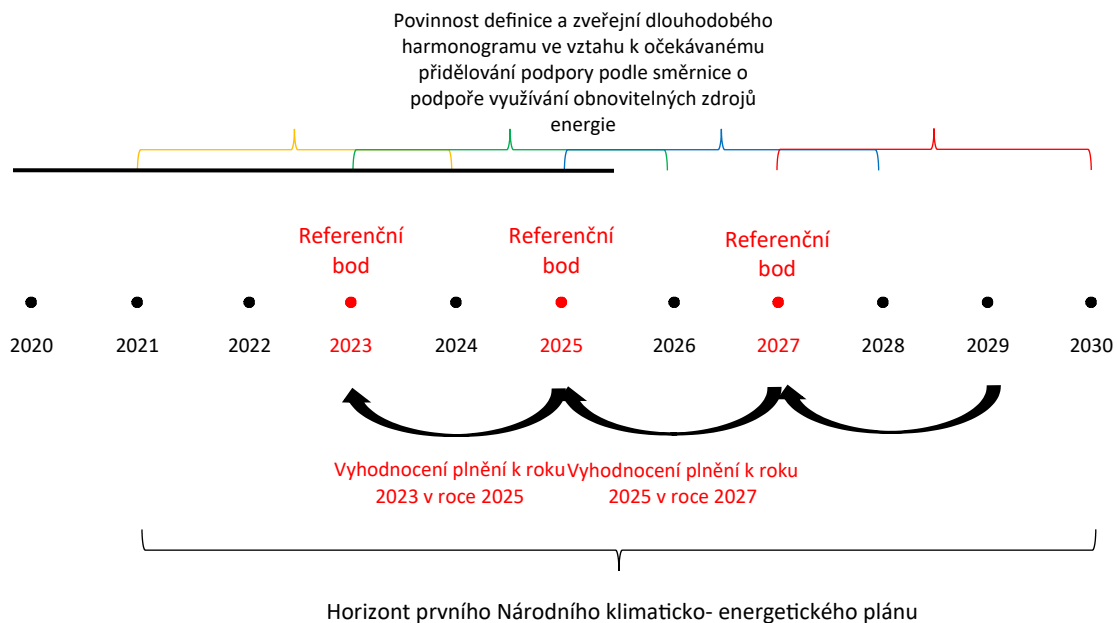 Povinnost definice a zveřejní dlouhodobého
harmonogramu ve vztahu k očekávanému
přidělování podpory podle směrnice o
podpoře využívání obnovitelných zdrojů
energie
Referenční
bod
Referenční
bod
Referenční
bod
2020 2021 2022 2023 2024 2025 2026 2027 2028 2029 2030
Vyhodnocení plnění k roku
2023 v roce 2025
Vyhodnocení plnění k roku
2025 v roce 2027
Horizont prvního Národního klimaticko- energetického plánu